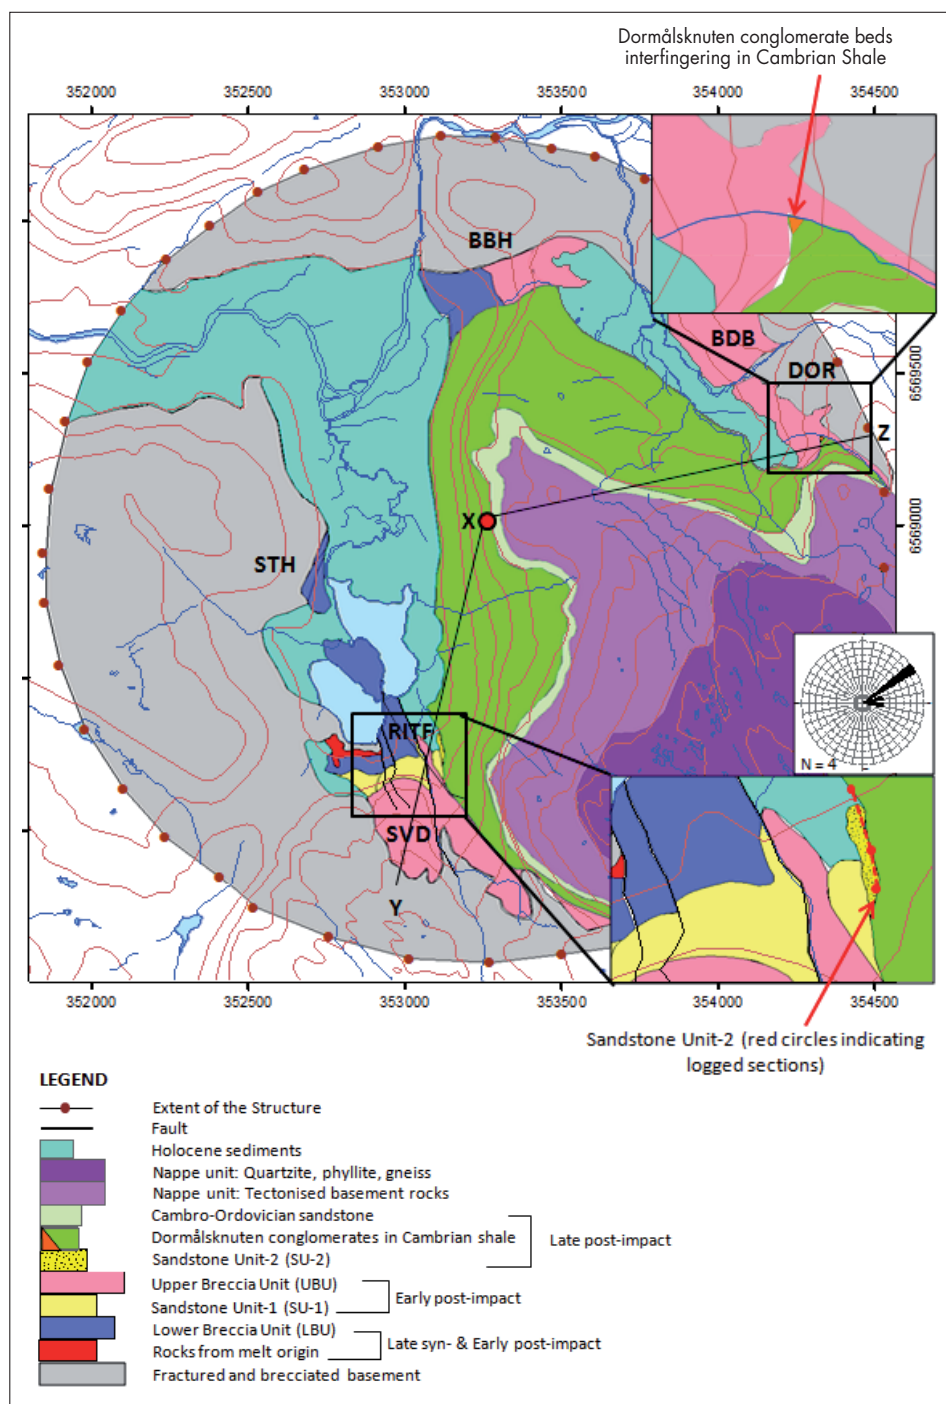 Dormålsknuten conglomerate beds
interfingering in Cambrian Shale
352000 352500 353000 353500 354000 354500
BBH
BDB
DOR
6569500
Z
X
6569000
STH
N = 4
RITF
SVD
Y
352000 352500 353000 353500 354000 354500
Sandstone Unit-2 (red circles indicating
logged sections)
LEGEND
Extent of the Structure
Fault
Holocene sediments
Nappe unit: Quartzite, phyllite, gneiss
Nappe unit: Tectonised basement rocks
Cambro-Ordovician sandstone
Dormålsknuten conglomerates in Cambrian shale
Late post-impact
Sandstone Unit-2 (SU-2)
Upper Breccia Unit (UBU)
Early post-impact
Sandstone Unit-1 (SU-1)
Lower Breccia Unit (LBU)
Late syn- & Early post-impact
Rocks from melt origin
Fractured and brecciated basement